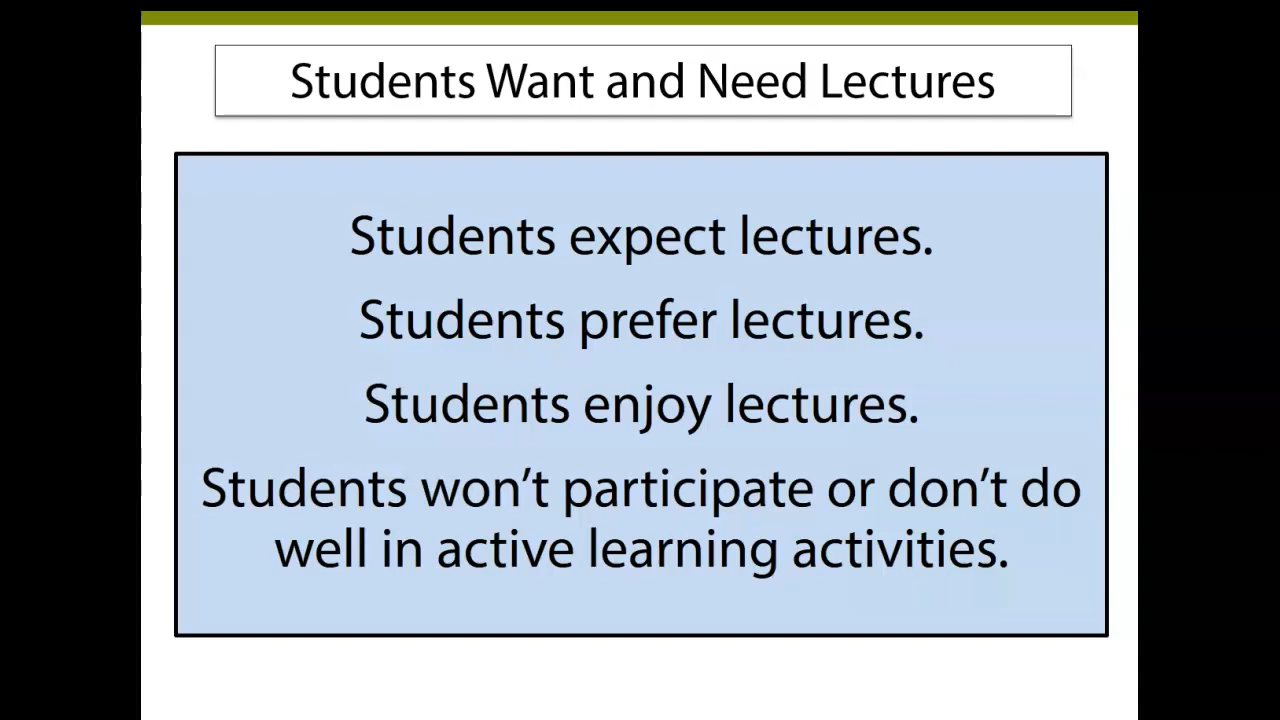 Students Want and Need Lectures
Students expect lectures.
Students prefer lectures.
Students enjoy lectures.
Students won’t participate or don’t do
well in active learning activities.